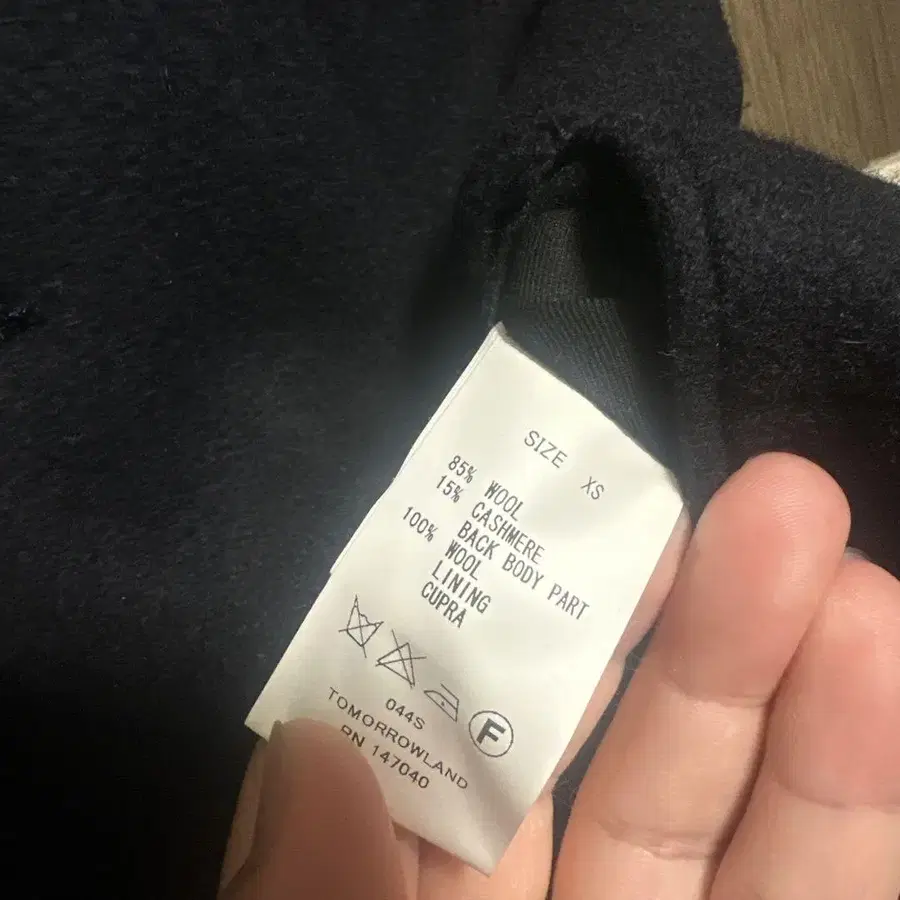 SIZE XS
85% WOOL
15% CASHMERE
BACK BODY PART
100% WOOL
LINING
CUPRA
F
044S
TOMORROWLAND
RN 147040